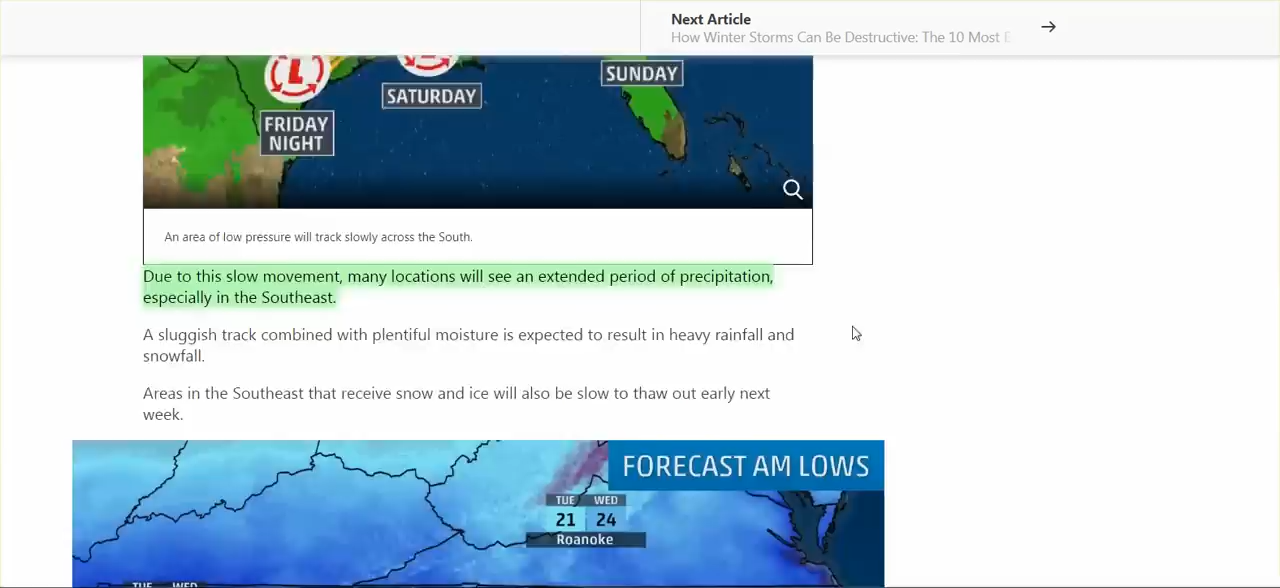 Next Article
How Winter Storms Can Be Destructive: The 10 Most
SUNDAY
SATURDAY
FRIDAY
NIGHT
An area of low pressure will track slowly across the South.
Due to this slow movement, many locations will see an extended period of precipitation,
especially in the Southeast.
A sluggish track combined with plentiful moisture is expected to result in heavy rainfall and
snowfall.
Areas in the Southeast that receive snow and ice will also be slow to thaw out early next
week.
FORECAST AM LOWS
TUE WED
21 24
Roanoke
TUE WED